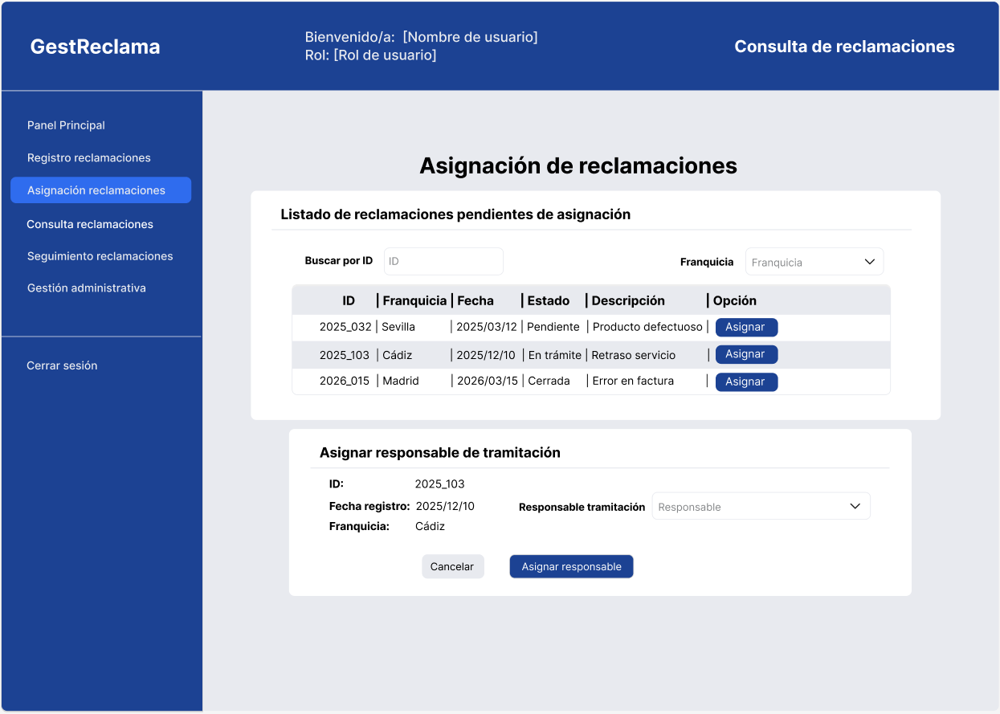 GestReclama
Bienvenido/a: [Nombre de usuario]
Rol: [Rol de usuario]
Consulta de reclamaciones
Panel Principal
Registro reclamaciones
Asignación reclamaciones
Consulta reclamaciones
Seguimiento reclamaciones
Gestión administrativa
Cerrar sesión
Asignación de reclamaciones
Listado de reclamaciones pendientes de asignación
Buscar por ID ID Franquicia Franquicia
ID | Franquicia | Fecha | Estado | Descripción | Opción
2025_032 | Sevilla | 2025/03/12 | Pendiente | Producto defectuoso | Asignar
2025_103 | Cádiz | 2025/12/10 | En trámite | Retraso servicio | Asignar
2026_015 | Madrid | 2026/03/15 | Cerrada | Error en factura | Asignar
Asignar responsable de tramitación
ID: 2025_103
Fecha registro: 2025/12/10 Responsable tramitación Responsable
Franquicia: Cádiz
Cancelar Asignar responsable